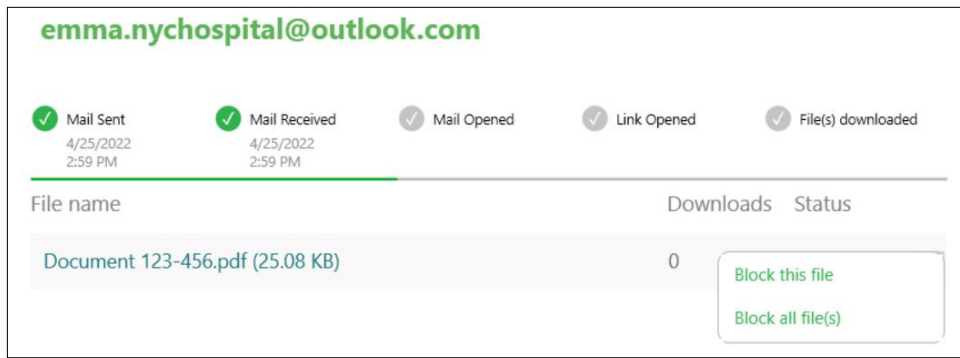 emma.nychospital@outlook.com
Mail Sent Mail Received Mail Opened Link Opened File(s) downloaded
4/25/2022 4/25/2022
2:59 PM 2:59 PM
File name Downloads Status
Document 123-456.pdf (25.08 KB) 0
Block this file
Block all file(s)